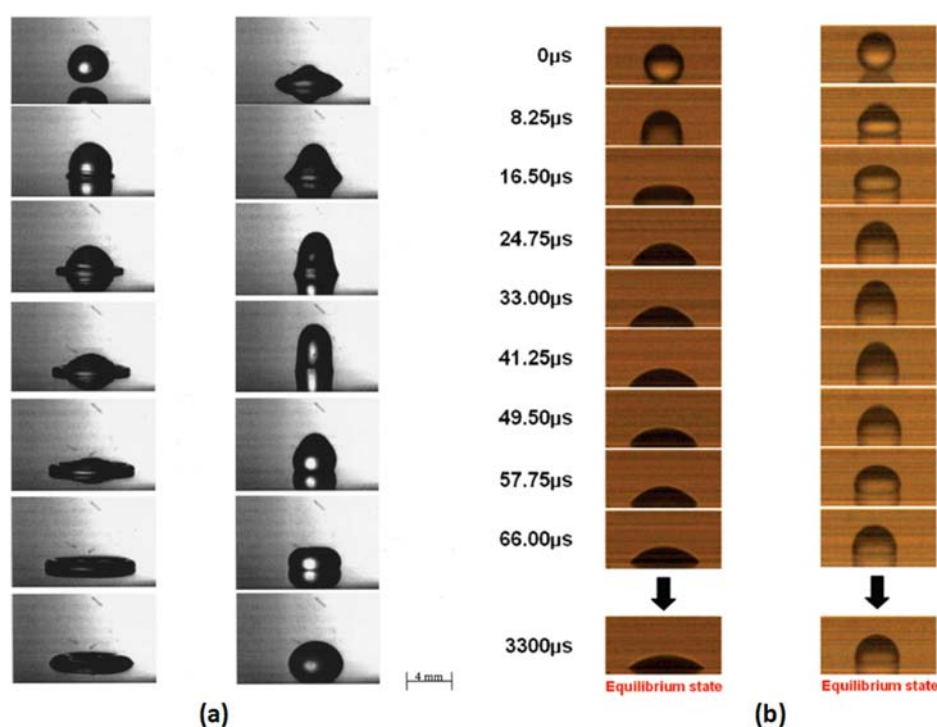 0µs
8.25µs
16.50µs
24.75µs
33.00µs
41.25µs
49.50µs
57.75µs
66.00µs
3300µs
4 mm
Equilibrium state
Equilibrium state
(a)
(b)